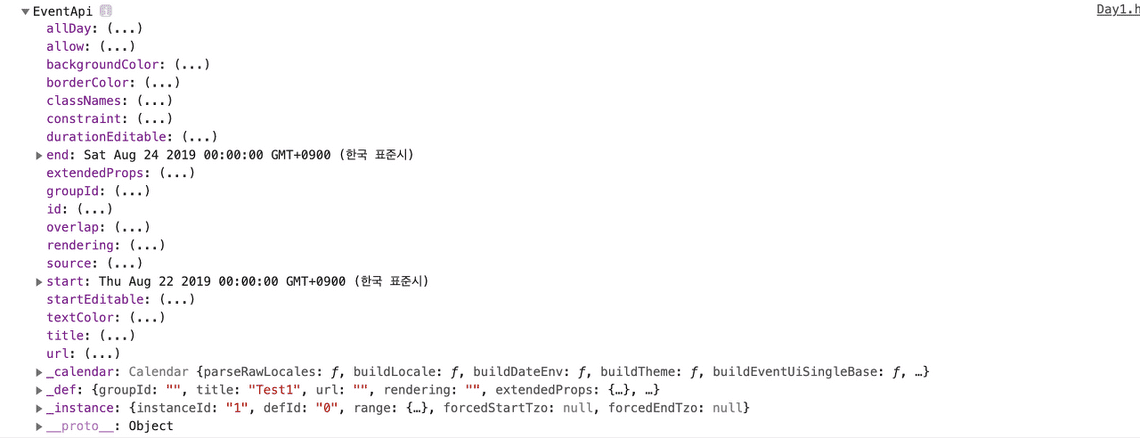 ▼EventApi i Day1.h
allDay: (...)
allow: (...)
backgroundColor: (...)
borderColor: (...)
classNames: (...)
constraint: (...)
durationEditable: (...)
▶end: Sat Aug 24 2019 00:00:00 GMT+0900 (한국 표준시)
extendedProps: (...)
groupId: (...)
id: (...)
overlap: (...)
rendering: (...)
source: (...)
▶start: Thu Aug 22 2019 00:00:00 GMT+0900 (한국 표준시)
startEditable: (...)
textColor: (...)
title: (...)
url: (...)
▶_calendar: Calendar {parseRawLocales: ƒ, buildLocale: ƒ, buildDateEnv: ƒ, buildTheme: ƒ, buildEventUiSingleBase: ƒ, …}
▶_def: {groupId: "", title: "Test1", url: "", rendering: "", extendedProps: {…}, …}
▶_instance: {instanceId: "1", defId: "0", range: {…}, forcedStartTzo: null, forcedEndTzo: null}
▶__proto__: Object